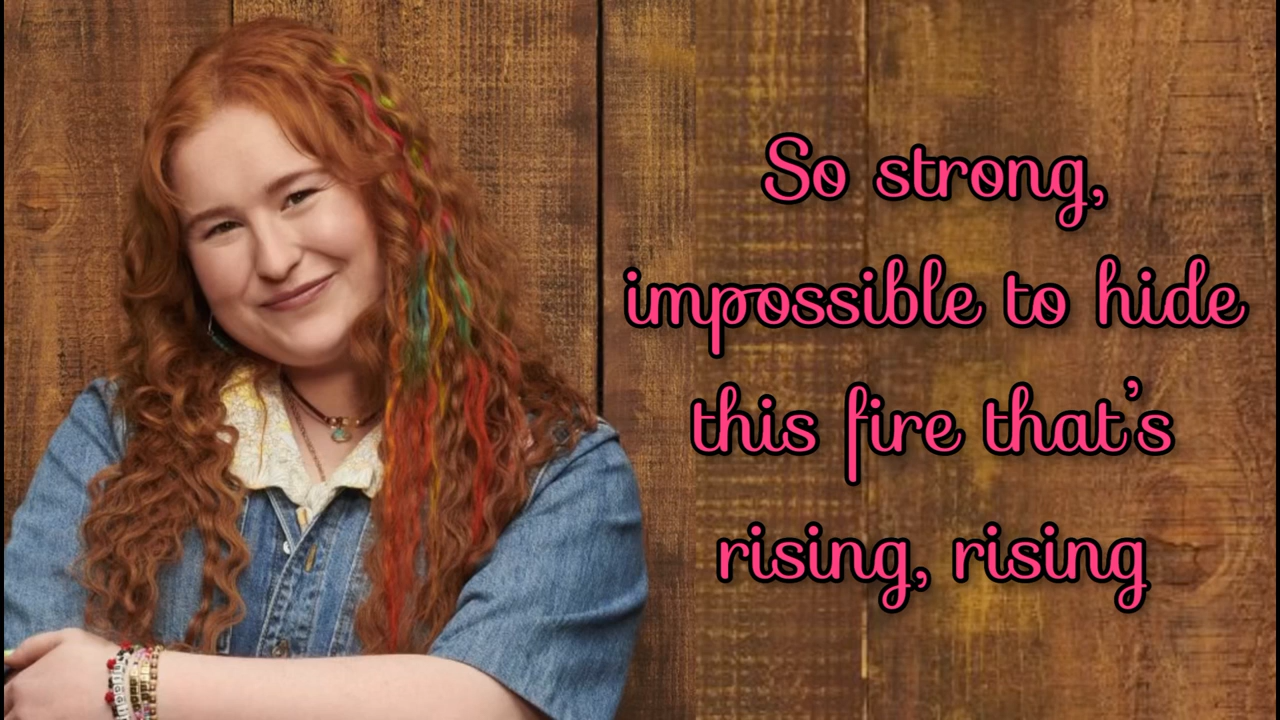 So strong,
impossible to hide
this fire that's
rising, rising